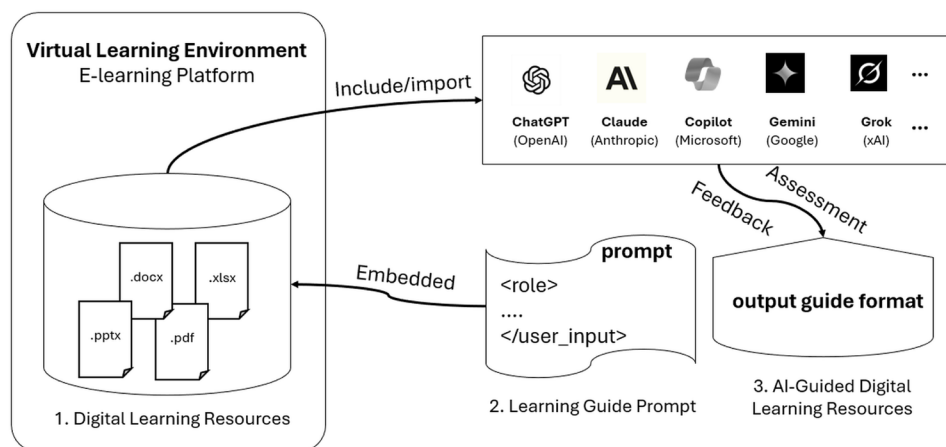 Virtual Learning Environment
E-learning Platform
Include/import
ChatGPT
(OpenAI)
Claude
(Anthropic)
Copilot
(Microsoft)
Gemini
(Google)
Grok
(xAI)
...
...
Assessment
Feedback
.docx
.xlsx
.pptx
.pdf
1. Digital Learning Resources
Embedded
prompt
<role>
....
</user_input>
2. Learning Guide Prompt
output guide format
3. AI-Guided Digital
Learning Resources